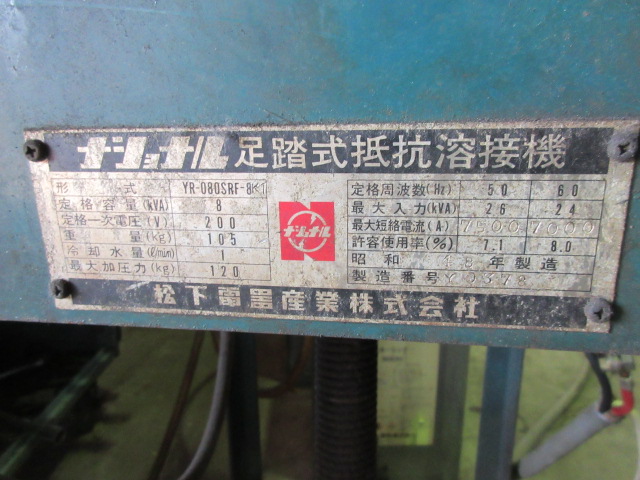 ナショナル 足踏式抵抗溶接機
形式 YR-080SRF-8K1
定格容量(kVA) 8
定格一次電圧(V) 200
重量(kg) 105
冷却水量(ℓ/min) 1
最大加圧力(kg) 120
ナショナル
定格周波数(Hz) 50 60
最大入力(kVA) 26 24
最大短絡電流(A) 7500 7000
許容使用率(%) 7.1 8.0
昭和 48年製造
製造番号 Y0578
松下電器産業株式会社